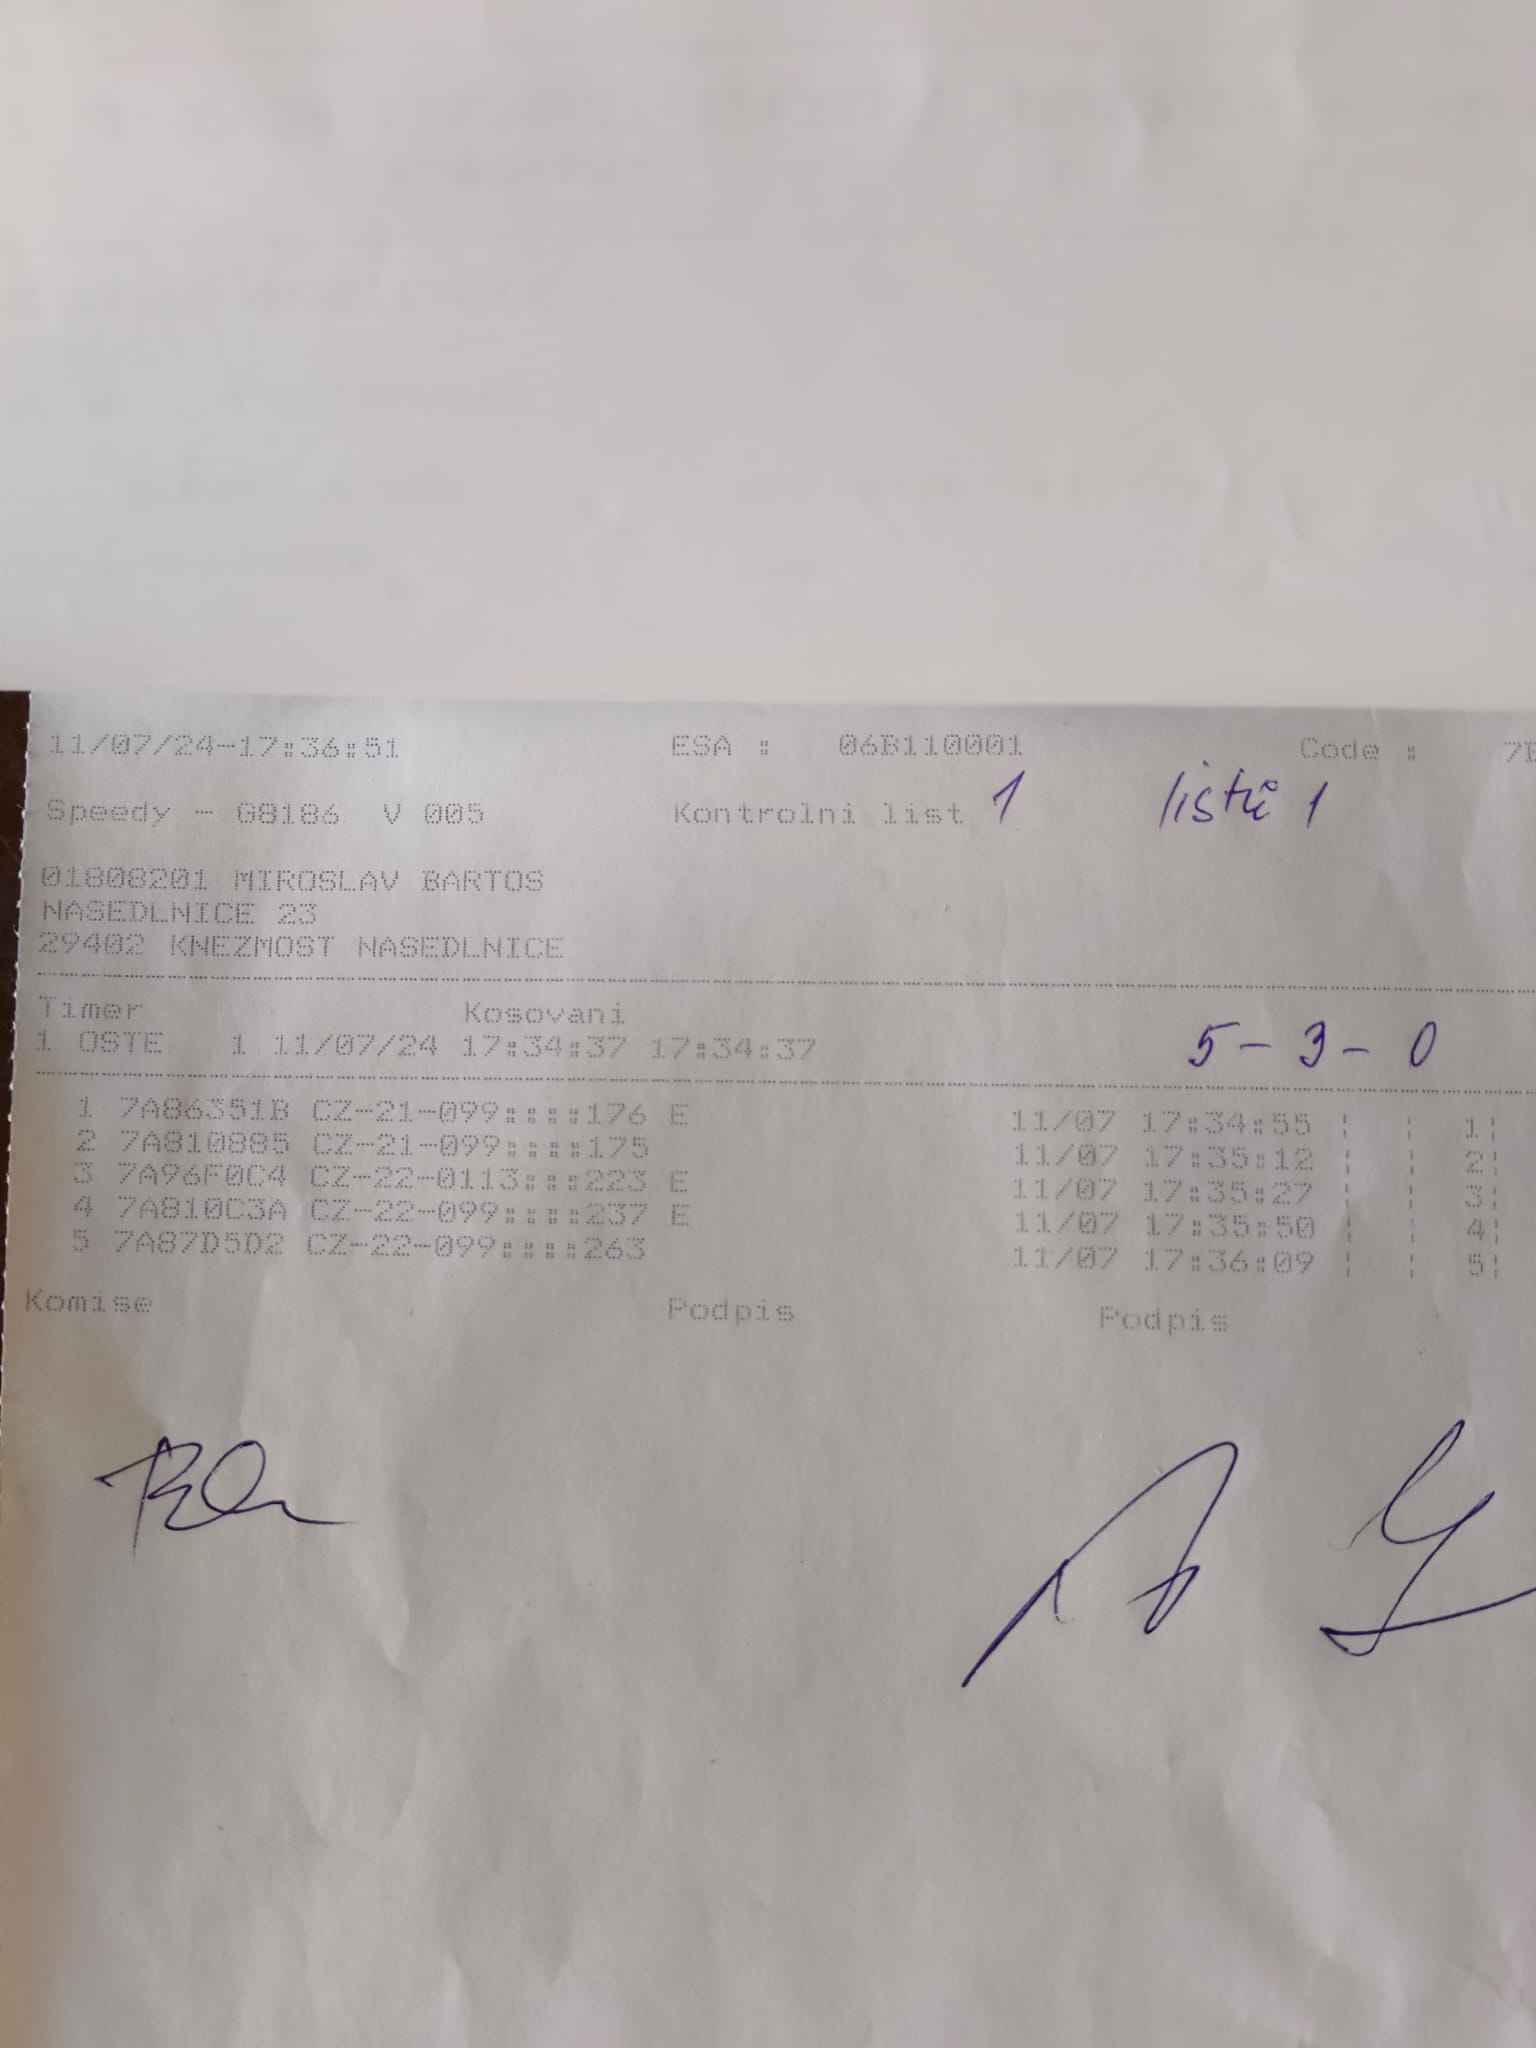 11/07/24-17:36:51 ESA : 06B110001 Code : 7
Speedy - G8186 V 005 Kontrolni list 1 listů 1
01808201 MIROSLAV BARTOS
NASEDLNICE 23
29402 KNEZMOST NASEDLNICE
Timer Kosovani
1 OSTE 1 11/07/24 17:34:37 17:34:37 5-3-0
1 7A86351B CZ-21-099::::176 E 11/07 17:34:55 ¦ ¦ 1¦
2 7A810885 CZ-21-099::::175 11/07 17:35:12 ¦ ¦ 2¦
3 7A96F0C4 CZ-22-0113:::223 E 11/07 17:35:27 ¦ ¦ 3¦
4 7A810C3A CZ-22-099::::237 E 11/07 17:35:50 ¦ ¦ 4¦
5 7A87D5D2 CZ-22-099::::263 11/07 17:36:09 ¦ ¦ 5¦
Komise Podpis Podpis